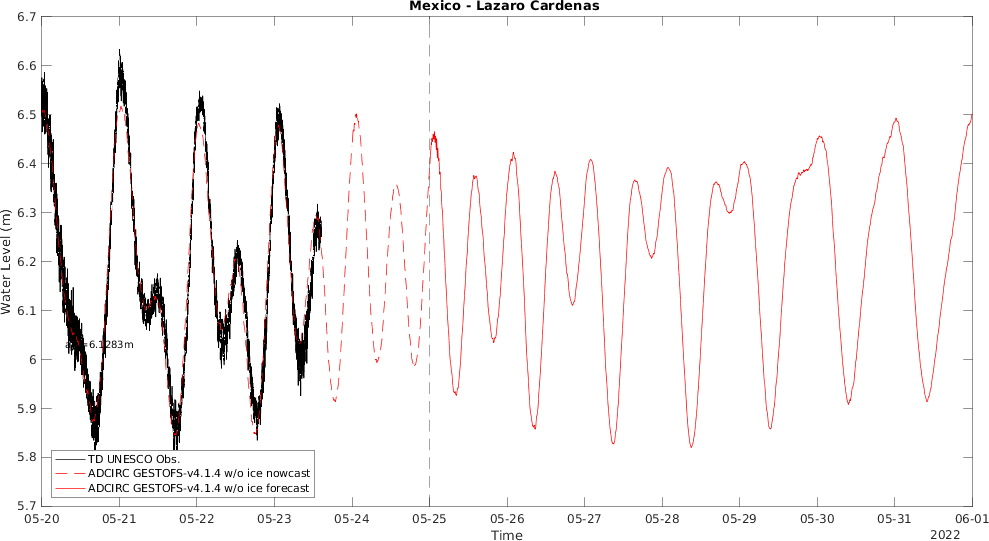 Mexico - Lazaro Cardenas
6.7
6.6
6.5
6.4
6.3
6.2
6.1
6
5.9
5.8
5.7
Water Level (m)
=6.1283m
TD UNESCO Obs.
ADCIRC GESTOFS-v4.1.4 w/o ice nowcast
ADCIRC GESTOFS-v4.1.4 w/o ice forecast
05-20 05-21 05-22 05-23 05-24 05-25 05-26 05-27 05-28 05-29 05-30 05-31 06-01
Time
2022